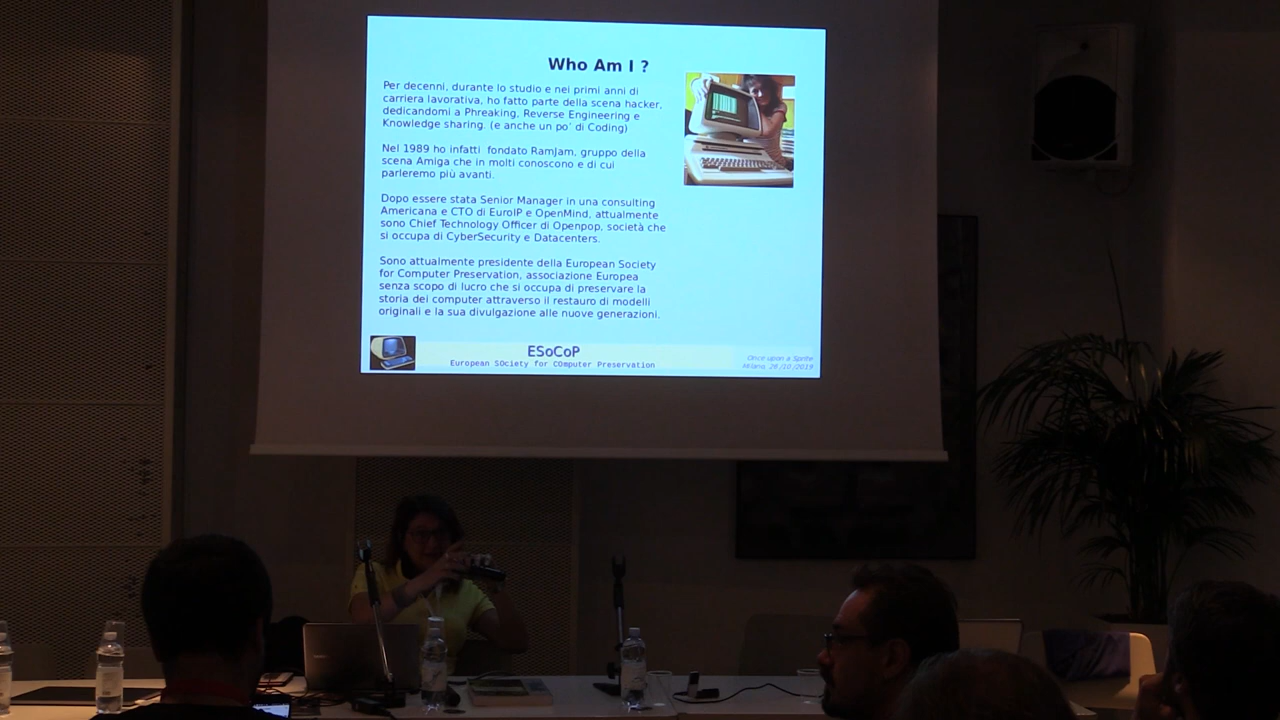 Who Am I ?
Per decenni, durante lo studio e nei primi anni di
carriera lavorativa, ho fatto parte della scena hacker,
dedicandomi a Phreaking, Reverse Engineering e
Knowledge sharing. (e anche un po' di Coding)
Nel 1989 ho infatti fondato RamJam, gruppo della
scena Amiga che in molti conoscono e di cui
parleremo più avanti.
Dopo essere stata Senior Manager in una consulting
Americana e CTO di EuroIP e OpenMind, attualmente
sono Chief Technology Officer di Openpop, società che
si occupa di CyberSecurity e Datacenters.
Sono attualmente presidente della European Society
for Computer Preservation, associazione Europea
senza scopo di lucro che si occupa di preservare la
storia dei computer attraverso il restauro di modelli
originali e la sua divulgazione alle nuove generazioni.
ESoCoP
European SOciety for COmputer Preservation
Once upon a Sprite
Milano, 26/10/2019